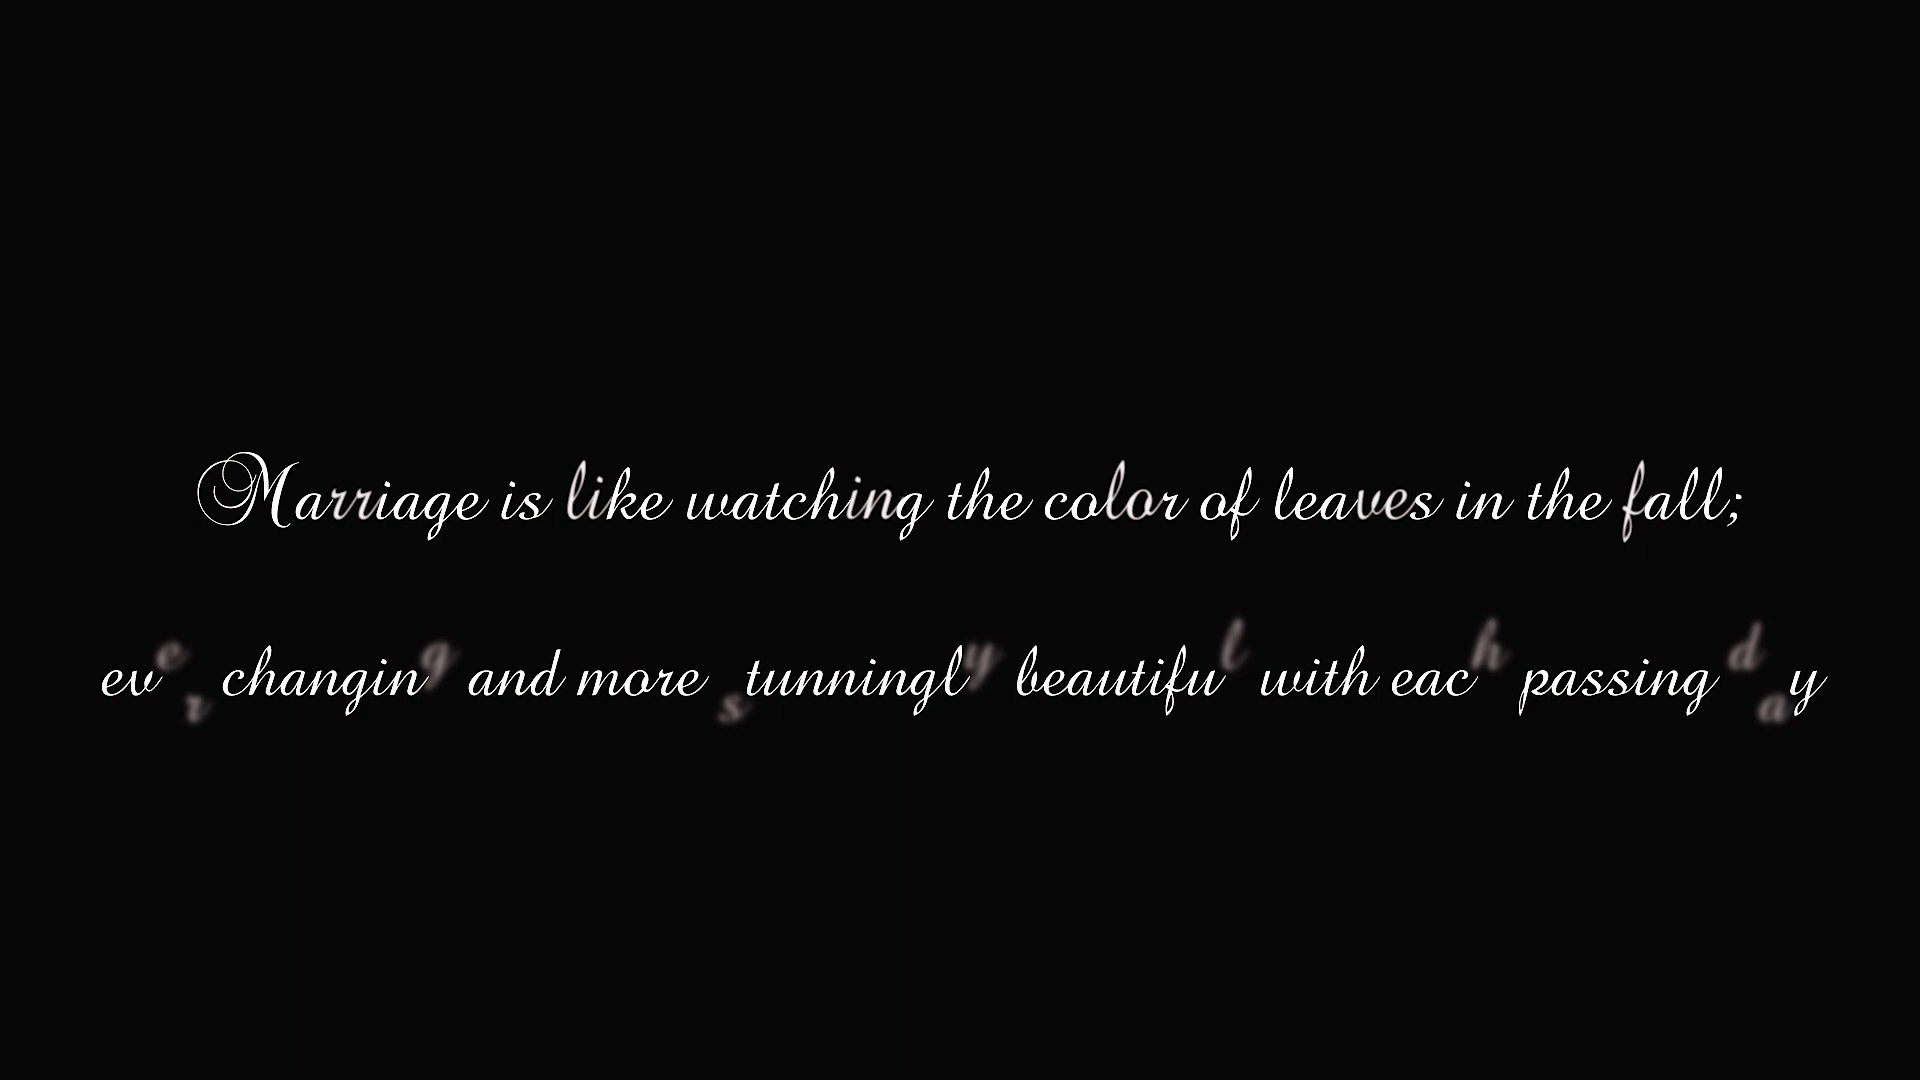 Marriage is like watching the color of leaves in the fall;
ever changing and more stunningly beautiful with each passing day